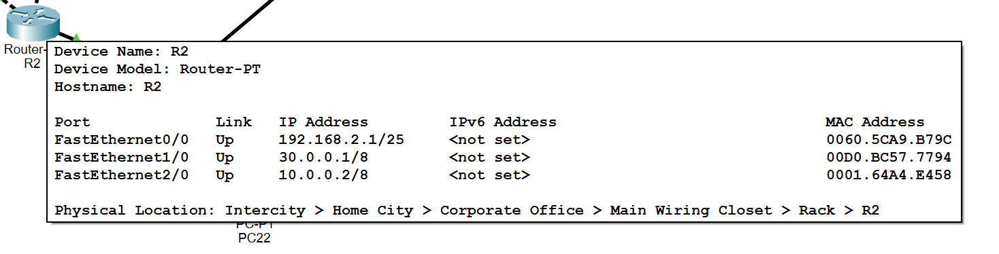 Router-
R2
Device Name: R2
Device Model: Router-PT
Hostname: R2
Port Link IP Address IPv6 Address MAC Address
FastEthernet0/0 Up 192.168.2.1/25 <not set> 0060.5CA9.B79C
FastEthernet1/0 Up 30.0.0.1/8 <not set> 00D0.BC57.7794
FastEthernet2/0 Up 10.0.0.2/8 <not set> 0001.64A4.E458
Physical Location: Intercity > Home City > Corporate Office > Main Wiring Closet > Rack > R2
PC-PT
PC22